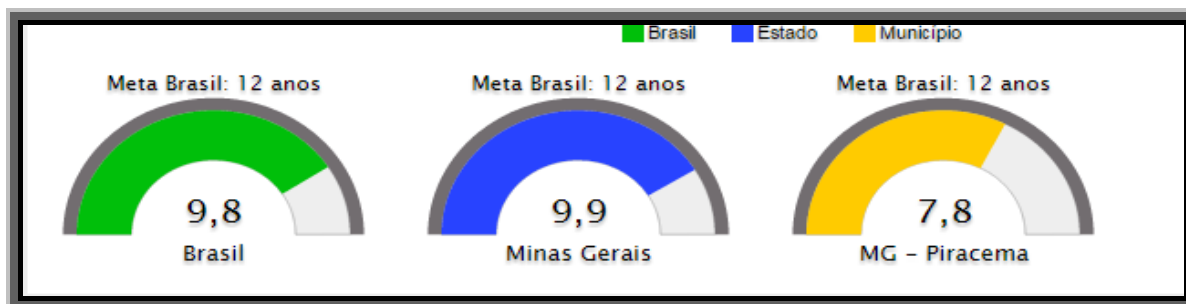 Brasil Estado Município
Meta Brasil: 12 anos Meta Brasil: 12 anos Meta Brasil: 12 anos
9,8 9,9 7,8
Brasil Minas Gerais MG - Piracema